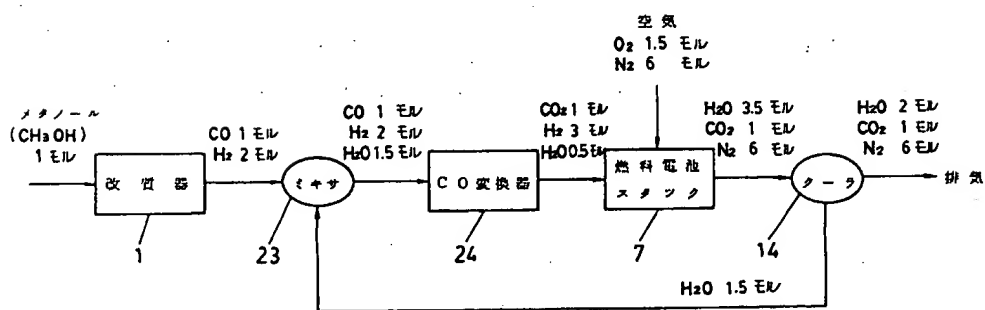 空気
O2 1.5 モル
N2 6 モル
メタノール
(CH3OH)
1 モル
CO 1 モル
H2 2 モル
CO 1 モル
H2 2 モル
H2O 1.5 モル
CO2 1 モル
H2 3 モル
H2O 0.5 モル
H2O 3.5 モル
CO2 1 モル
N2 6 モル
H2O 2 モル
CO2 1 モル
N2 6 モル
改質器
ミキサ
CO変換器
燃料電池
スタック
クーラ
排気
1
23
24
7
14
H2O 1.5 モル